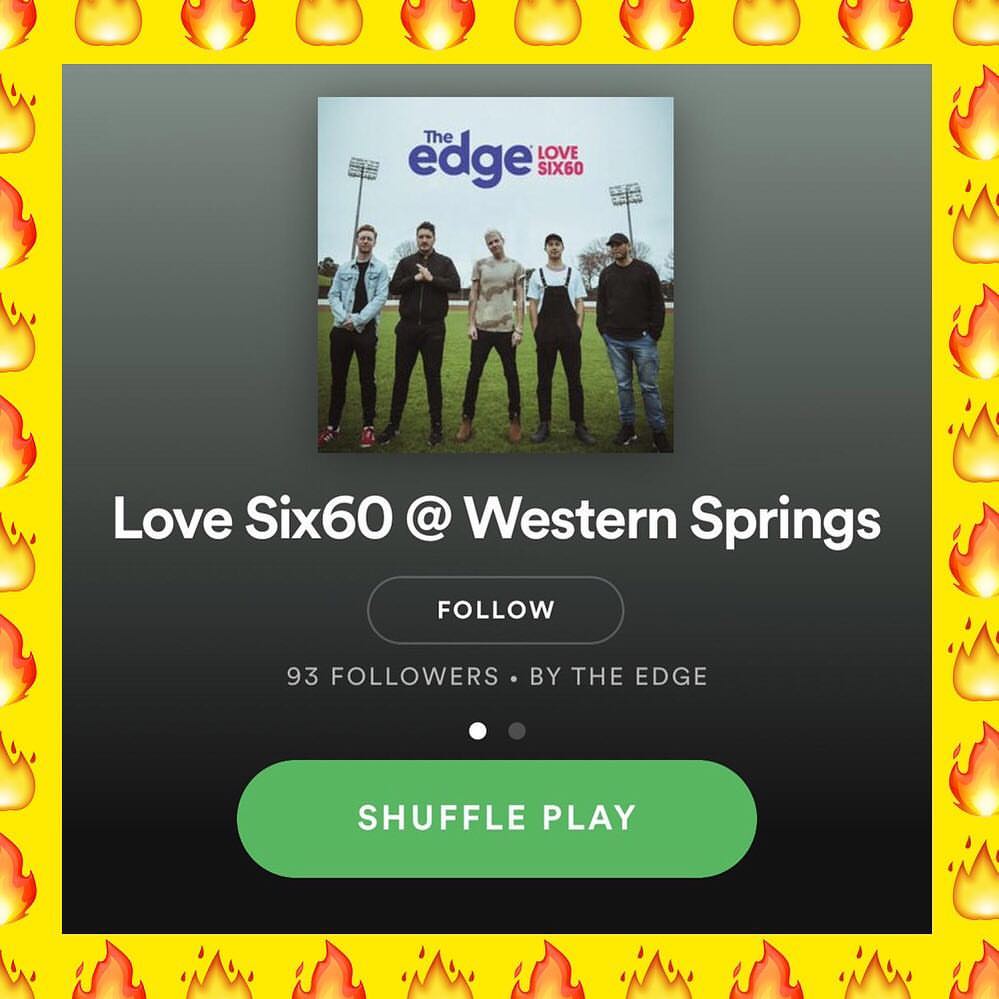 The
edge LOVE
SIX60
Love Six60 @ Western Springs
FOLLOW
93 FOLLOWERS • BY THE EDGE
SHUFFLE PLAY